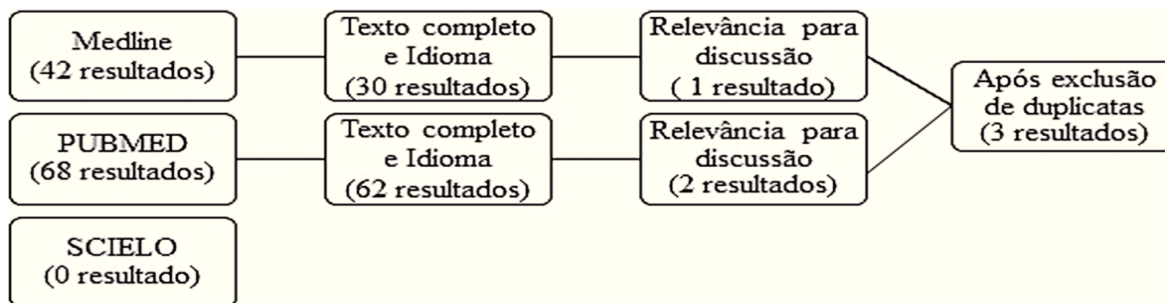 Medline
(42 resultados)
Texto completo
e Idioma
(30 resultados)
Relevância para
discussão
( 1 resultado)
Após exclusão
de duplicatas
(3 resultados)
PUBMED
(68 resultados)
Texto completo
e Idioma
(62 resultados)
Relevância para
discussão
(2 resultados)
SCIELO
(0 resultado)